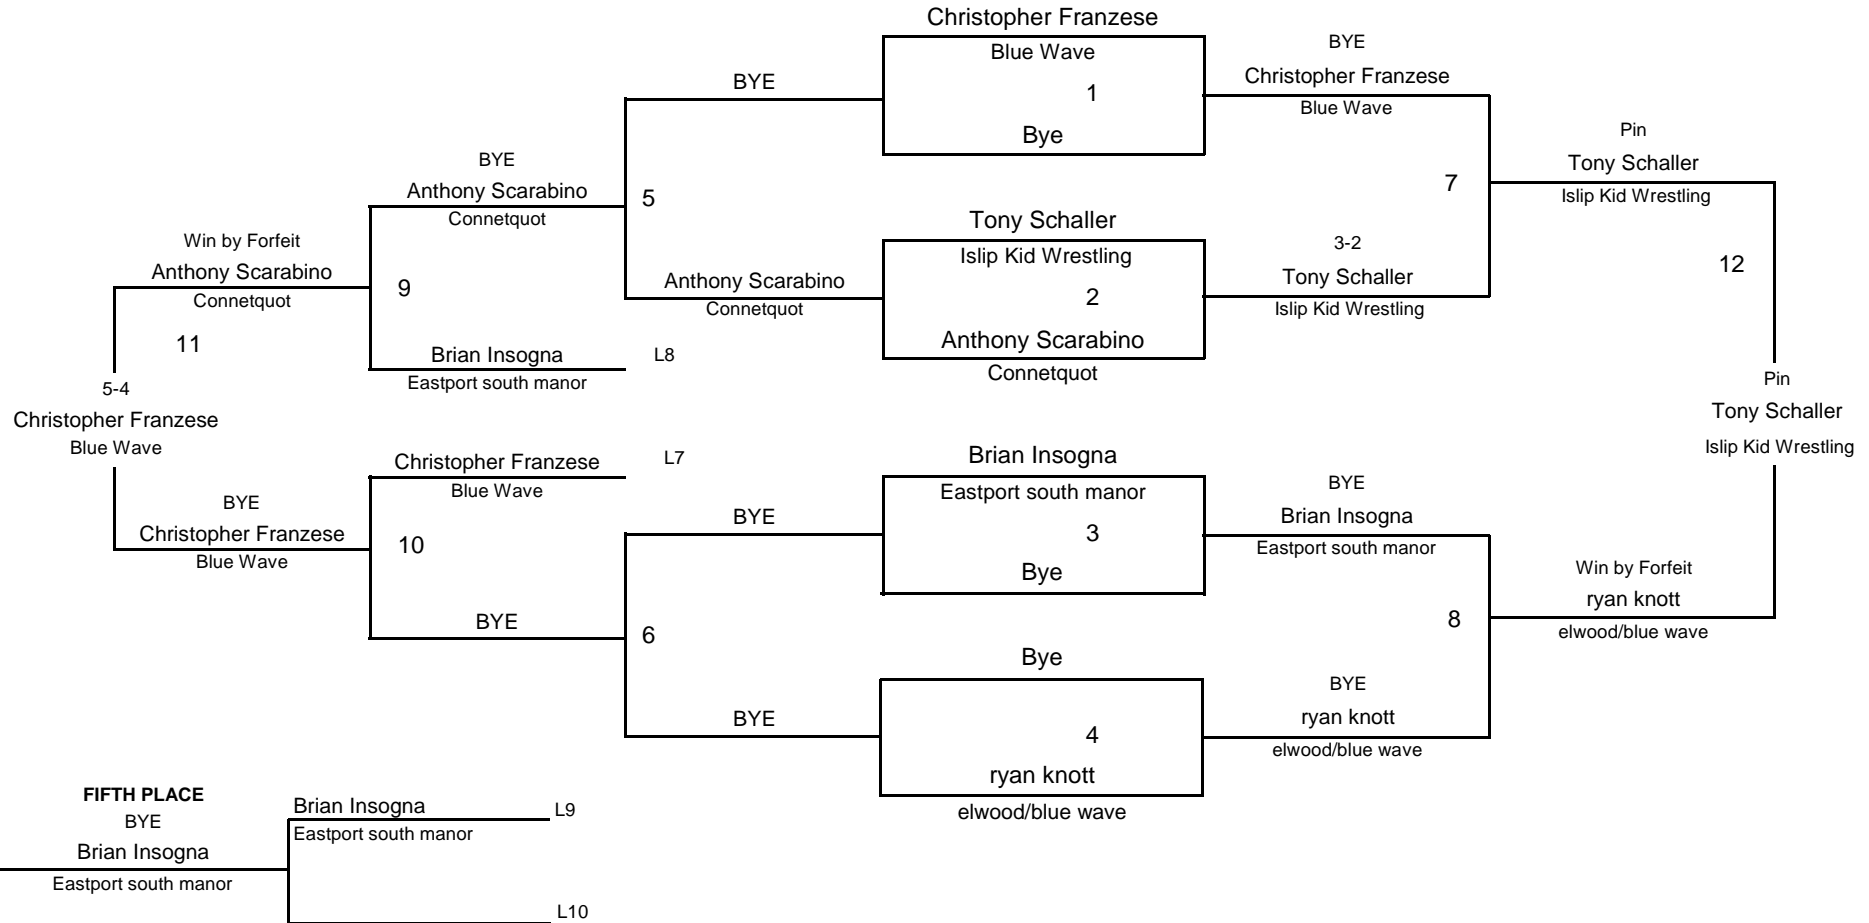 Christopher Franzese
Blue Wave
1
Bye
BYE
Christopher Franzese
Blue Wave
BYE
Pin
Tony Schaller
Islip Kid Wrestling
7
BYE
Anthony Scarabino
Connetquot
5
Tony Schaller
Islip Kid Wrestling
2
Anthony Scarabino
Connetquot
3-2
Tony Schaller
Islip Kid Wrestling
12
Win by Forfeit
Anthony Scarabino
Connetquot
9
Anthony Scarabino
Connetquot
11
Brian Insogna
Eastport south manor
L8
5-4
Christopher Franzese
Blue Wave
Pin
Tony Schaller
Islip Kid Wrestling
Christopher Franzese
Blue Wave
L7
Brian Insogna
Eastport south manor
3
Bye
BYE
Brian Insogna
Eastport south manor
BYE
Christopher Franzese
Blue Wave
10
BYE
Win by Forfeit
ryan knott
elwood/blue wave
8
BYE
6
Bye
4
ryan knott
elwood/blue wave
BYE
ryan knott
elwood/blue wave
BYE
FIFTH PLACE
BYE
Brian Insogna
Eastport south manor
Brian Insogna
Eastport south manor
L9
L10